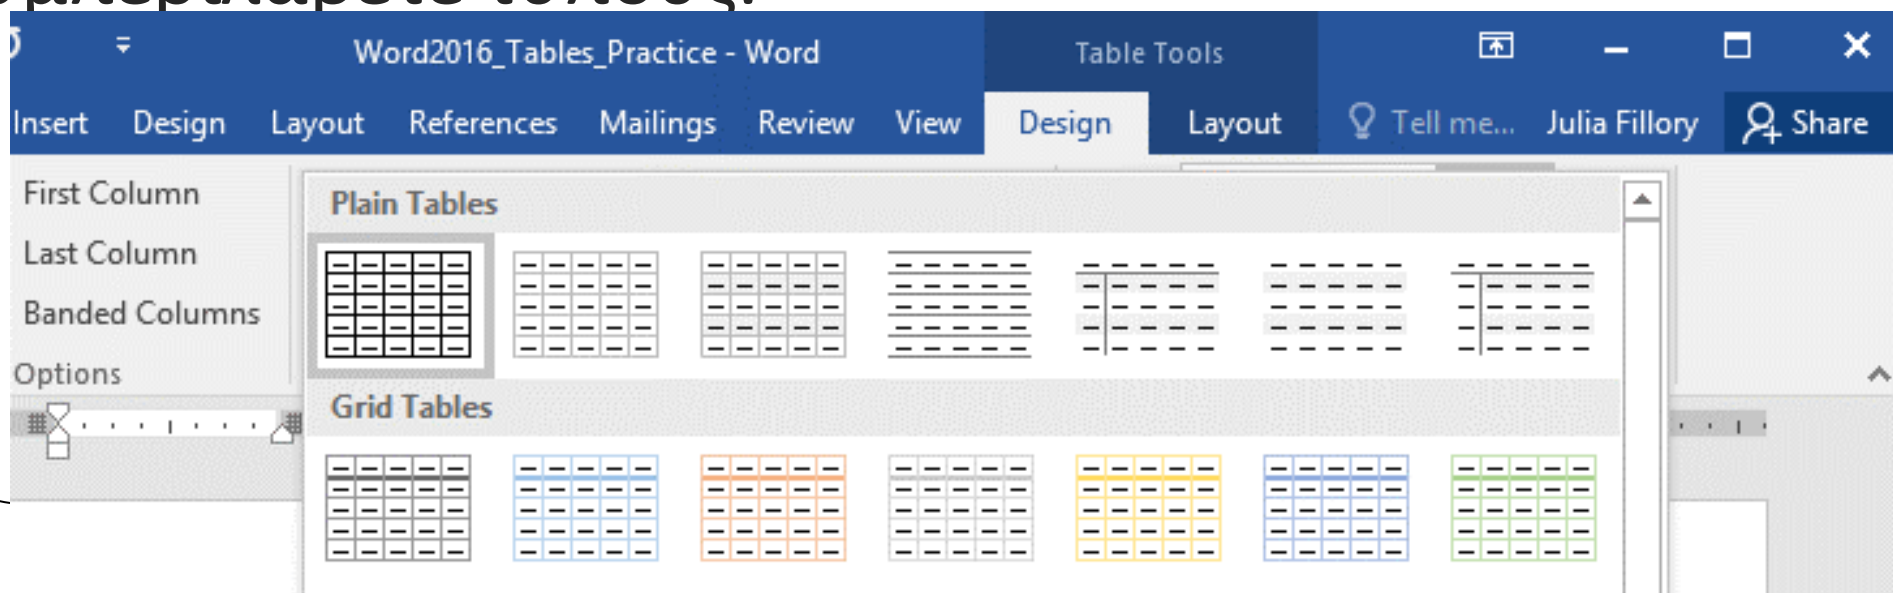 Word2016_Tables_Practice - Word
Table Tools
Insert Design Layout References Mailings Review View Design Layout Tell me... Julia Fillory Share
First Column
Last Column
Banded Columns
Options
Plain Tables
Grid Tables